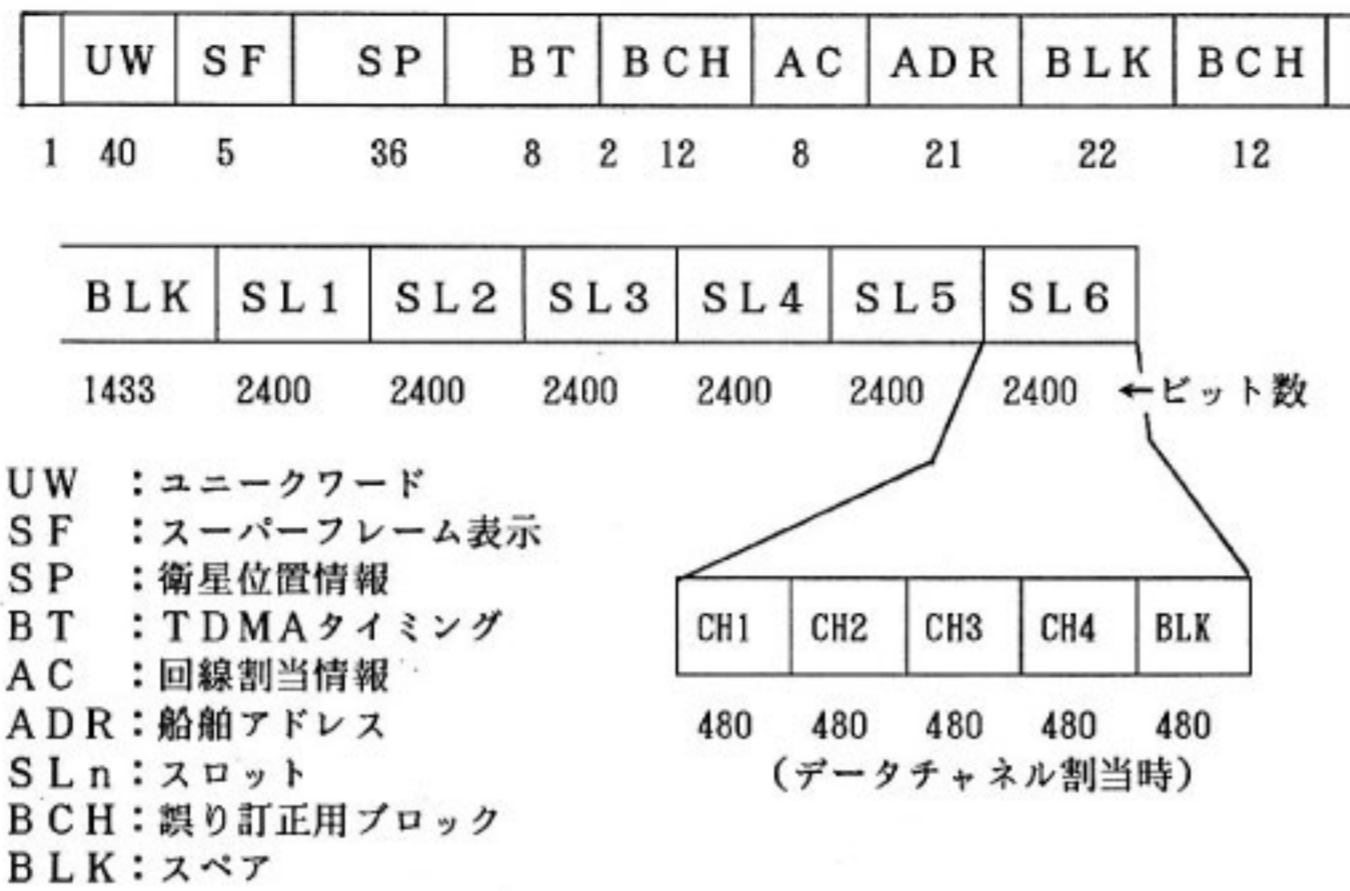 UW SF SP BT BCH AC ADR BLK BCH
1 40 5 36 8 2 12 8 21 22 12
BLK SL1 SL2 SL3 SL4 SL5 SL6
1433 2400 2400 2400 2400 2400 2400 ←ビット数
UW :ユニークワード
SF :スーパーフレーム表示
SP :衛星位置情報
BT :TDMAタイミング
AC :回線割当情報
ADR:船舶アドレス
SLn:スロット
BCH:誤り訂正用ブロック
BLK:スペア
CH1 CH2 CH3 CH4 BLK
480 480 480 480 480
(データチャネル割当時)